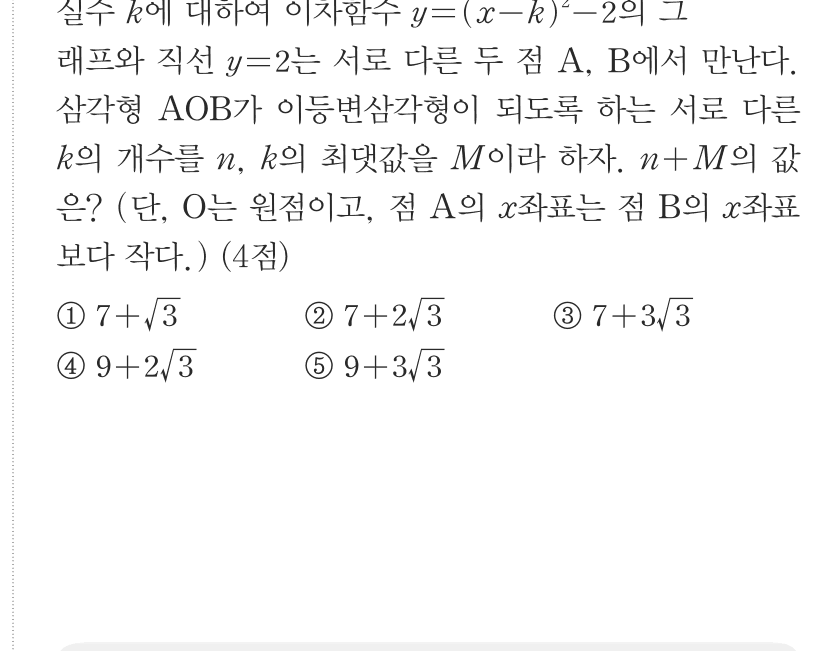 실수 k에 대하여 이차함수 y=(x−k)²−2의 그
래프와 직선 y=2는 서로 다른 두 점 A, B에서 만난다.
삼각형 AOB가 이등변삼각형이 되도록 하는 서로 다른
k의 개수를 n, k의 최댓값을 M이라 하자. n+M의 값
은? (단, O는 원점이고, 점 A의 x좌표는 점 B의 x좌표
보다 작다.) (4점)
① 7+√3 ② 7+2√3 ③ 7+3√3
④ 9+2√3 ⑤ 9+3√3